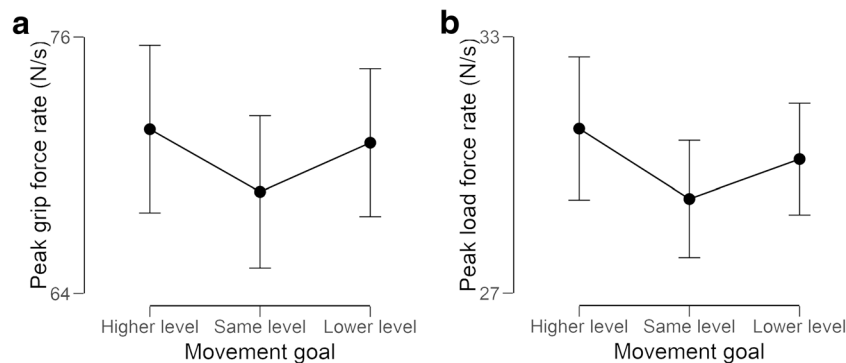 a
76
Peak grip force rate (N/s)
64
Higher level Same level Lower level
Movement goal
b
33
Peak load force rate (N/s)
27
Higher level Same level Lower level
Movement goal